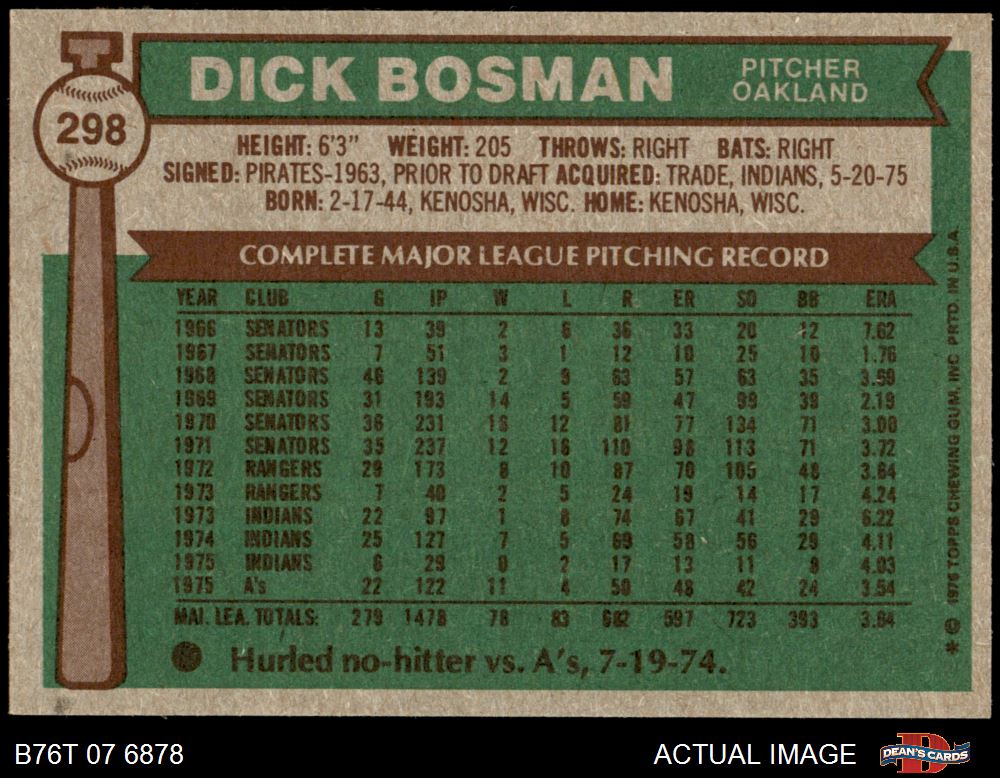 DICK BOSMAN
PITCHER
OAKLAND
298
HEIGHT: 6'3" WEIGHT: 205 THROWS: RIGHT BATS: RIGHT
SIGNED: PIRATES-1963, PRIOR TO DRAFT ACQUIRED: TRADE, INDIANS, 5-20-75
BORN: 2-17-44, KENOSHA, WISC. HOME: KENOSHA, WISC.
COMPLETE MAJOR LEAGUE PITCHING RECORD
YEAR CLUB G IP W L R ER SO BB ERA
1966 SENATORS 13 39 2 6 36 33 20 12 7.62
1967 SENATORS 7 51 3 1 12 10 25 10 1.76
1968 SENATORS 46 139 2 9 63 57 63 35 3.69
1969 SENATORS 31 193 14 5 59 47 99 39 2.19
1970 SENATORS 36 231 16 12 81 77 134 71 3.00
1971 SENATORS 35 237 12 16 110 98 113 71 3.72
1972 RANGERS 29 173 8 10 87 70 105 48 3.64
1973 RANGERS 7 40 2 5 24 19 14 17 4.24
1973 INDIANS 22 97 1 8 74 67 41 29 6.22
1974 INDIANS 25 127 7 5 69 58 56 29 4.11
1975 INDIANS 6 29 0 2 17 13 11 8 4.03
1975 A's 22 122 11 4 50 48 42 24 3.54
MAJ. LEA. TOTALS: 279 1478 78 83 682 597 723 393 3.64
Hurled no-hitter vs. A's, 7-19-74.
* © 1976 TOPPS CHEWING GUM, INC. PRTD. IN U.S.A.
B76T 07 6878
ACTUAL IMAGE
D
DEAN'S CARDS